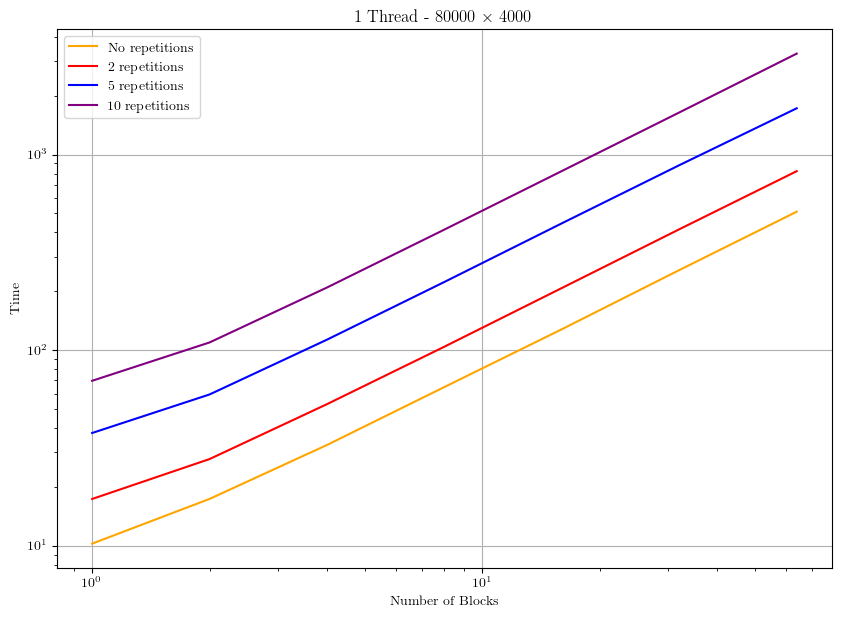 1 Thread - 80000 × 4000
No repetitions
2 repetitions
5 repetitions
10 repetitions
Time
10³
10²
10¹
10⁰
10¹
Number of Blocks